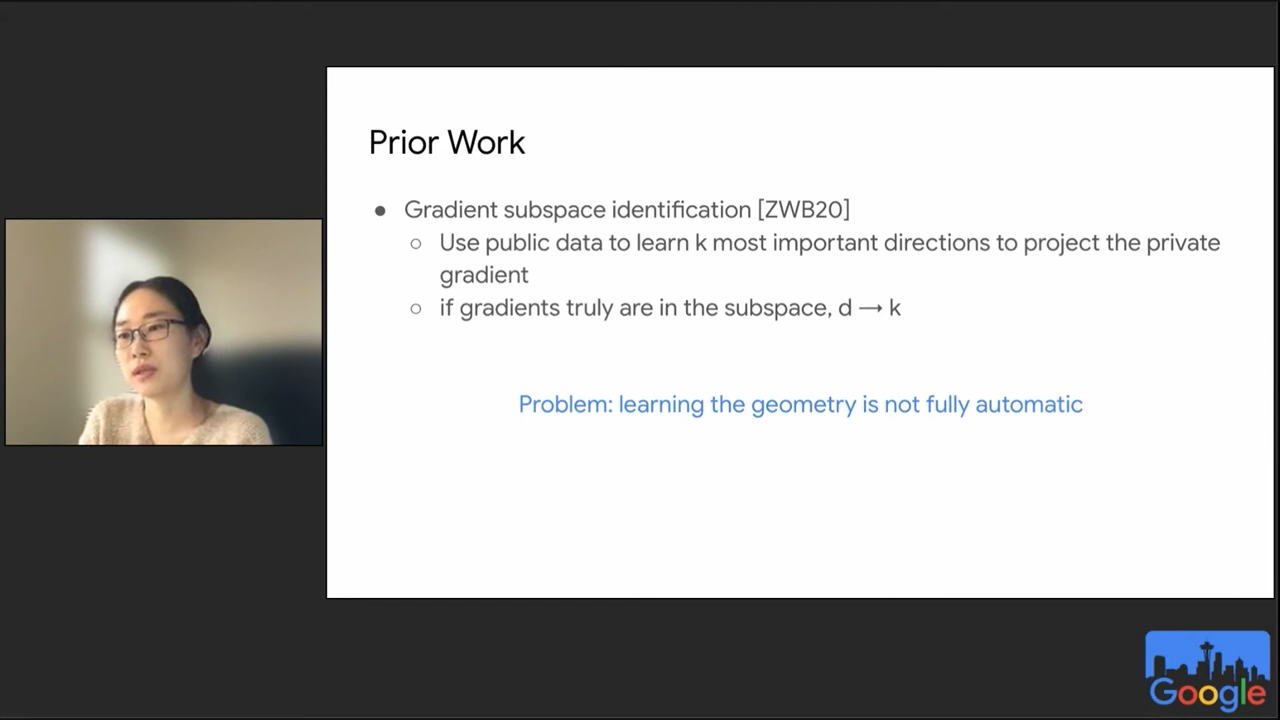 Prior Work
● Gradient subspace identification [ZWB20]
○ Use public data to learn k most important directions to project the private
gradient
○ if gradients truly are in the subspace, d → k
Problem: learning the geometry is not fully automatic
Google